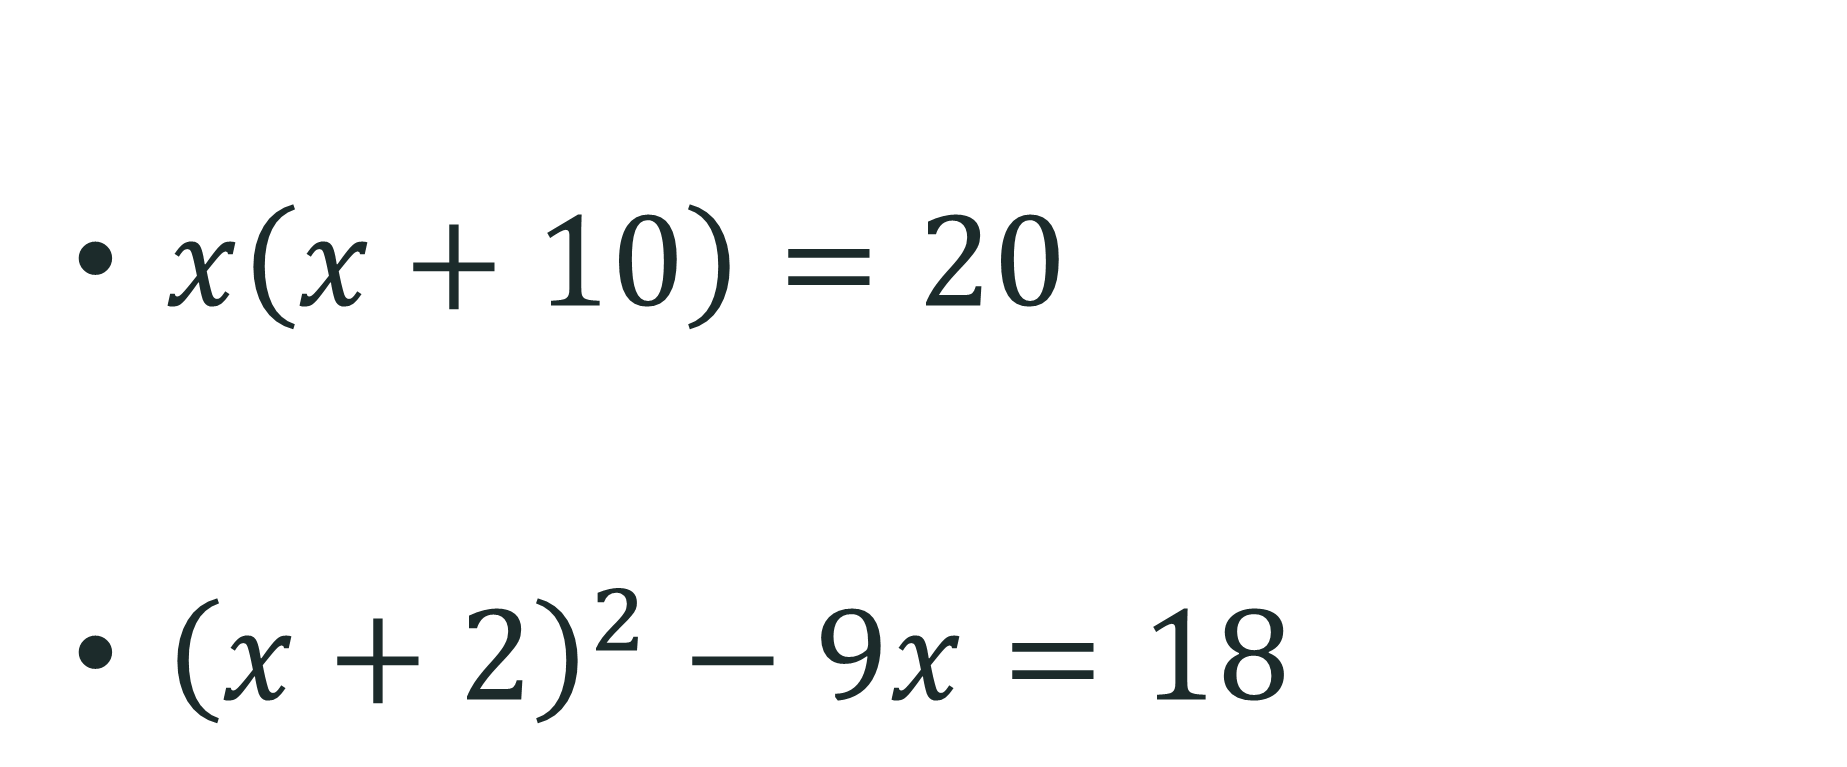 • x(x + 10) = 20
• (x + 2)² − 9x = 18